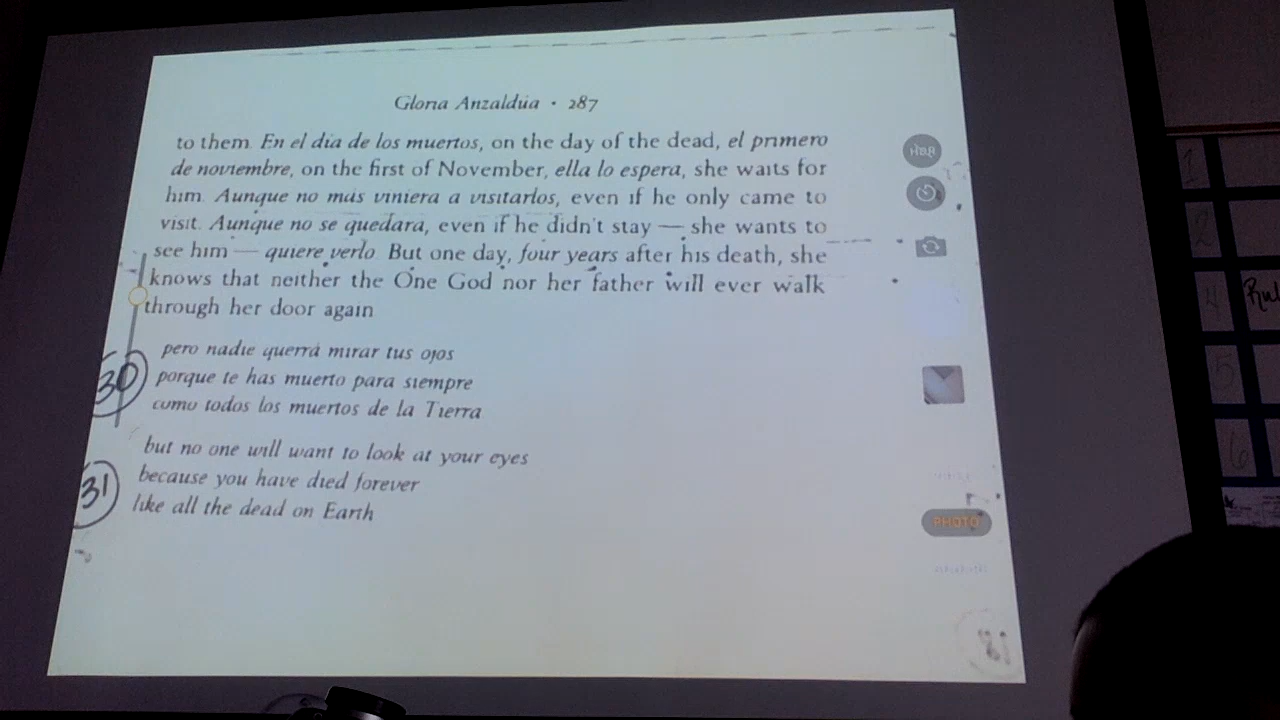 Gloria Anzaldúa • 287
to them. En el día de los muertos, on the day of the dead, el primero
de noviembre, on the first of November, ella lo espera, she waits for
him. Aunque no más viniera a visitarlos, even if he only came to
visit. Aunque no se quedara, even if he didn't stay — she wants to
see him — quiere verlo. But one day, four years after his death, she
knows that neither the One God nor her father will ever walk
through her door again
pero nadie querrá mirar tus ojos
porque te has muerto para siempre
como todos los muertos de la Tierra
30
but no one will want to look at your eyes
because you have died forever
like all the dead on Earth
31
HDR
PHOTO
1
2
4 Rul
5
6